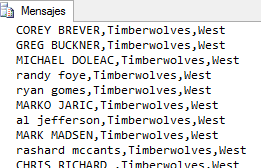 Mensajes
COREY BREVER,Timberwolves,West
GREG BUCKNER,Timberwolves,West
MICHAEL DOLEAC,Timberwolves,West
randy foye,Timberwolves,West
ryan gomes,Timberwolves,West
MARKO JARIC,Timberwolves,West
al jefferson,Timberwolves,West
MARK MADSEN,Timberwolves,West
rashard mccants,Timberwolves,West
CHRIS RICHARD ,Timberwolves,West